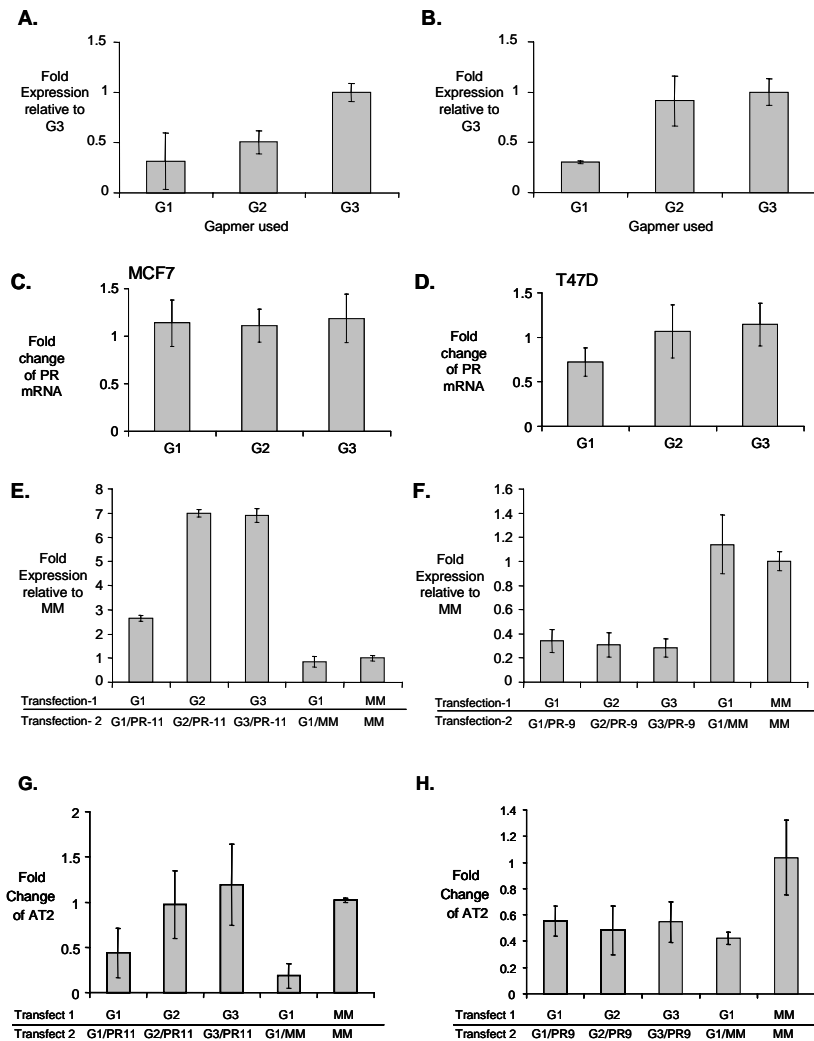 A.
Fold
Expression
relative to
G3
1.5
1
0.5
0
G1 G2 G3
Gapmer used
B.
Fold
Expression
relative to
G3
1.5
1
0.5
0
G1 G2 G3
Gapmer used
C.
MCF7
Fold
change
of PR
mRNA
1.5
1
0.5
0
G1 G2 G3
D.
T47D
Fold
change
of PR
mRNA
1.5
1
0.5
0
G1 G2 G3
E.
Fold
Expression
relative to
MM
8
7
6
5
4
3
2
1
0
Transfection-1 G1 G2 G3 G1 MM
Transfection- 2 G1/PR-11 G2/PR-11 G3/PR-11 G1/MM MM
F.
Fold
Expression
relative to
MM
1.6
1.4
1.2
1
0.8
0.6
0.4
0.2
0
Transfection-1 G1 G2 G3 G1 MM
Transfection-2 G1/PR-9 G2/PR-9 G3/PR-9 G1/MM MM
G.
Fold
Change
of AT2
2
1.5
1
0.5
0
Transfect 1 G1 G2 G3 G1 MM
Transfect 2 G1/PR11 G2/PR11 G3/PR11 G1/MM MM
H.
Fold
Change
of AT2
1.4
1.2
1
0.8
0.6
0.4
0.2
0
Transfect 1 G1 G2 G3 G1 MM
Transfect 2 G1/PR9 G2/PR9 G3/PR9 G1/MM MM